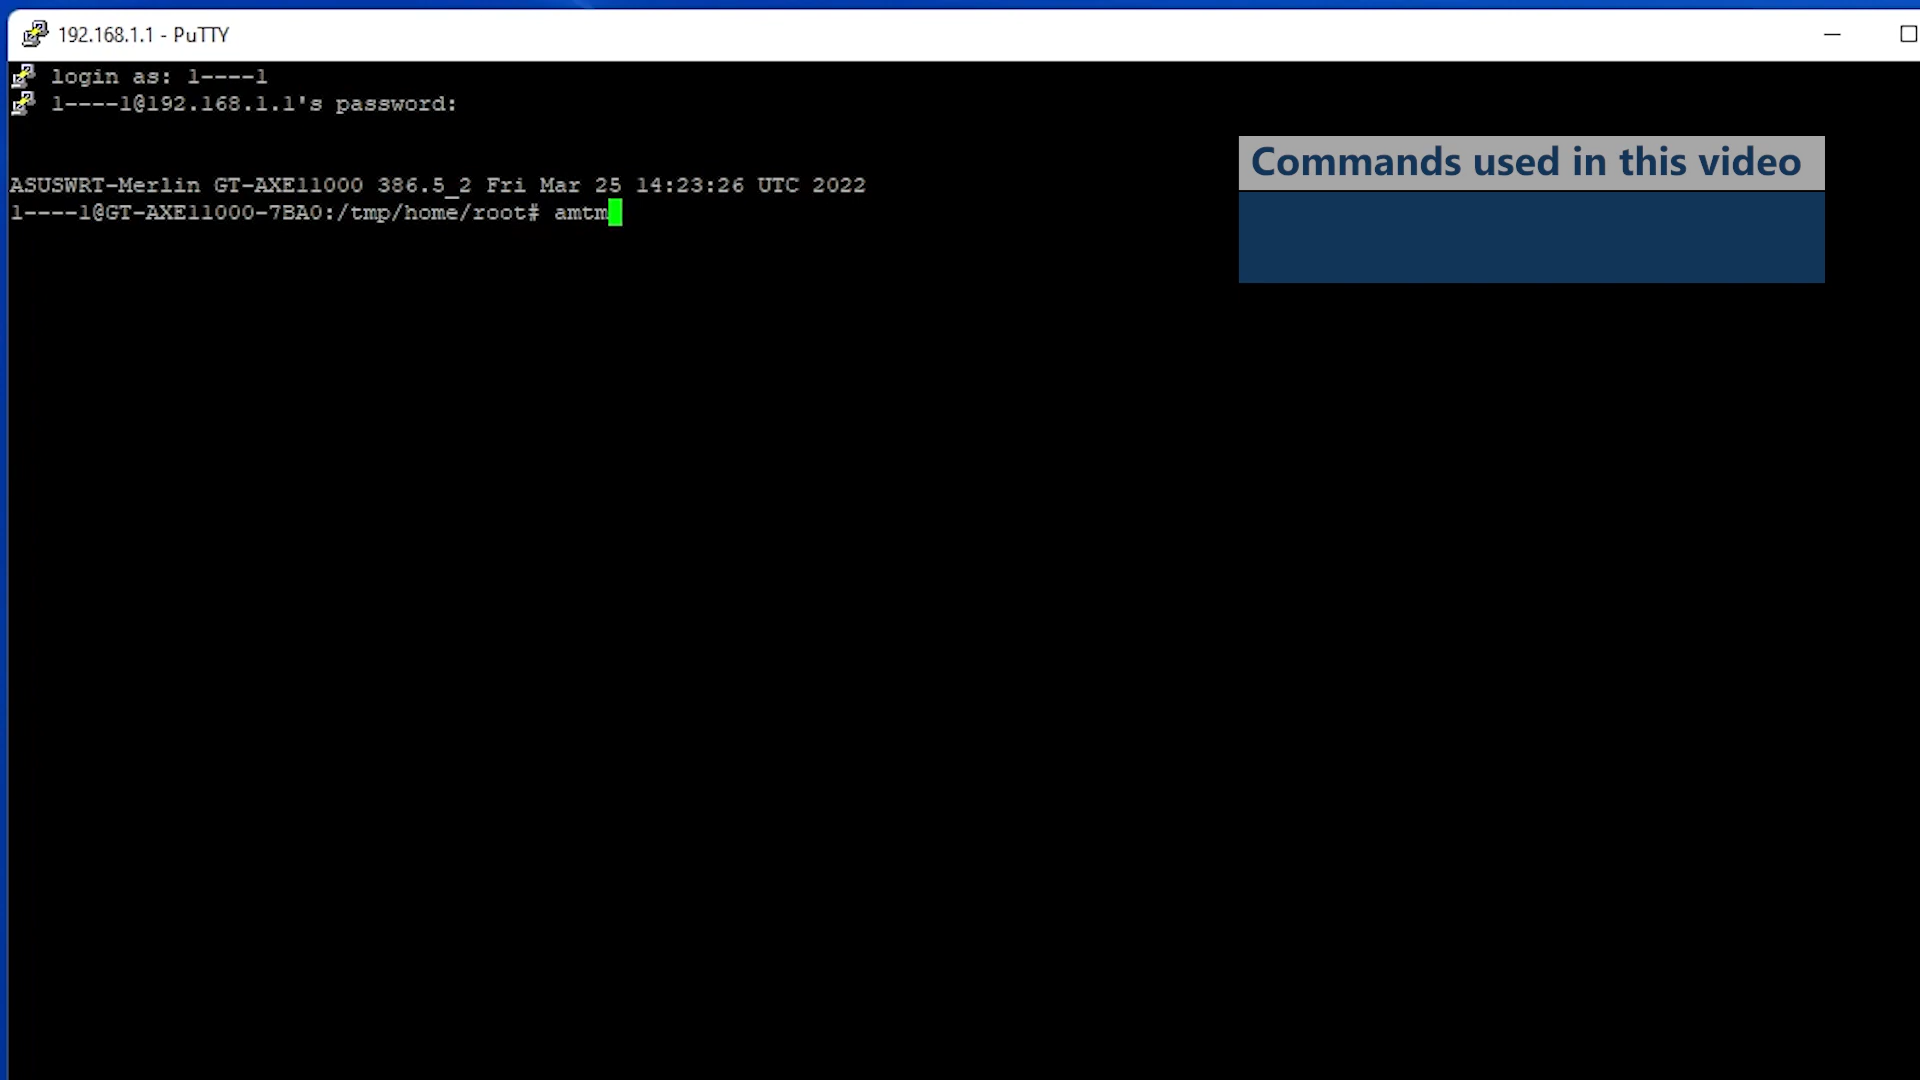 192.168.1.1 - PuTTY
login as: l----l
l----l@192.168.1.1's password:
ASUSWRT-Merlin GT-AXE11000 386.5_2 Fri Mar 25 14:23:26 UTC 2022
l----l@GT-AXE11000-7BA0:/tmp/home/root# amtm
Commands used in this video